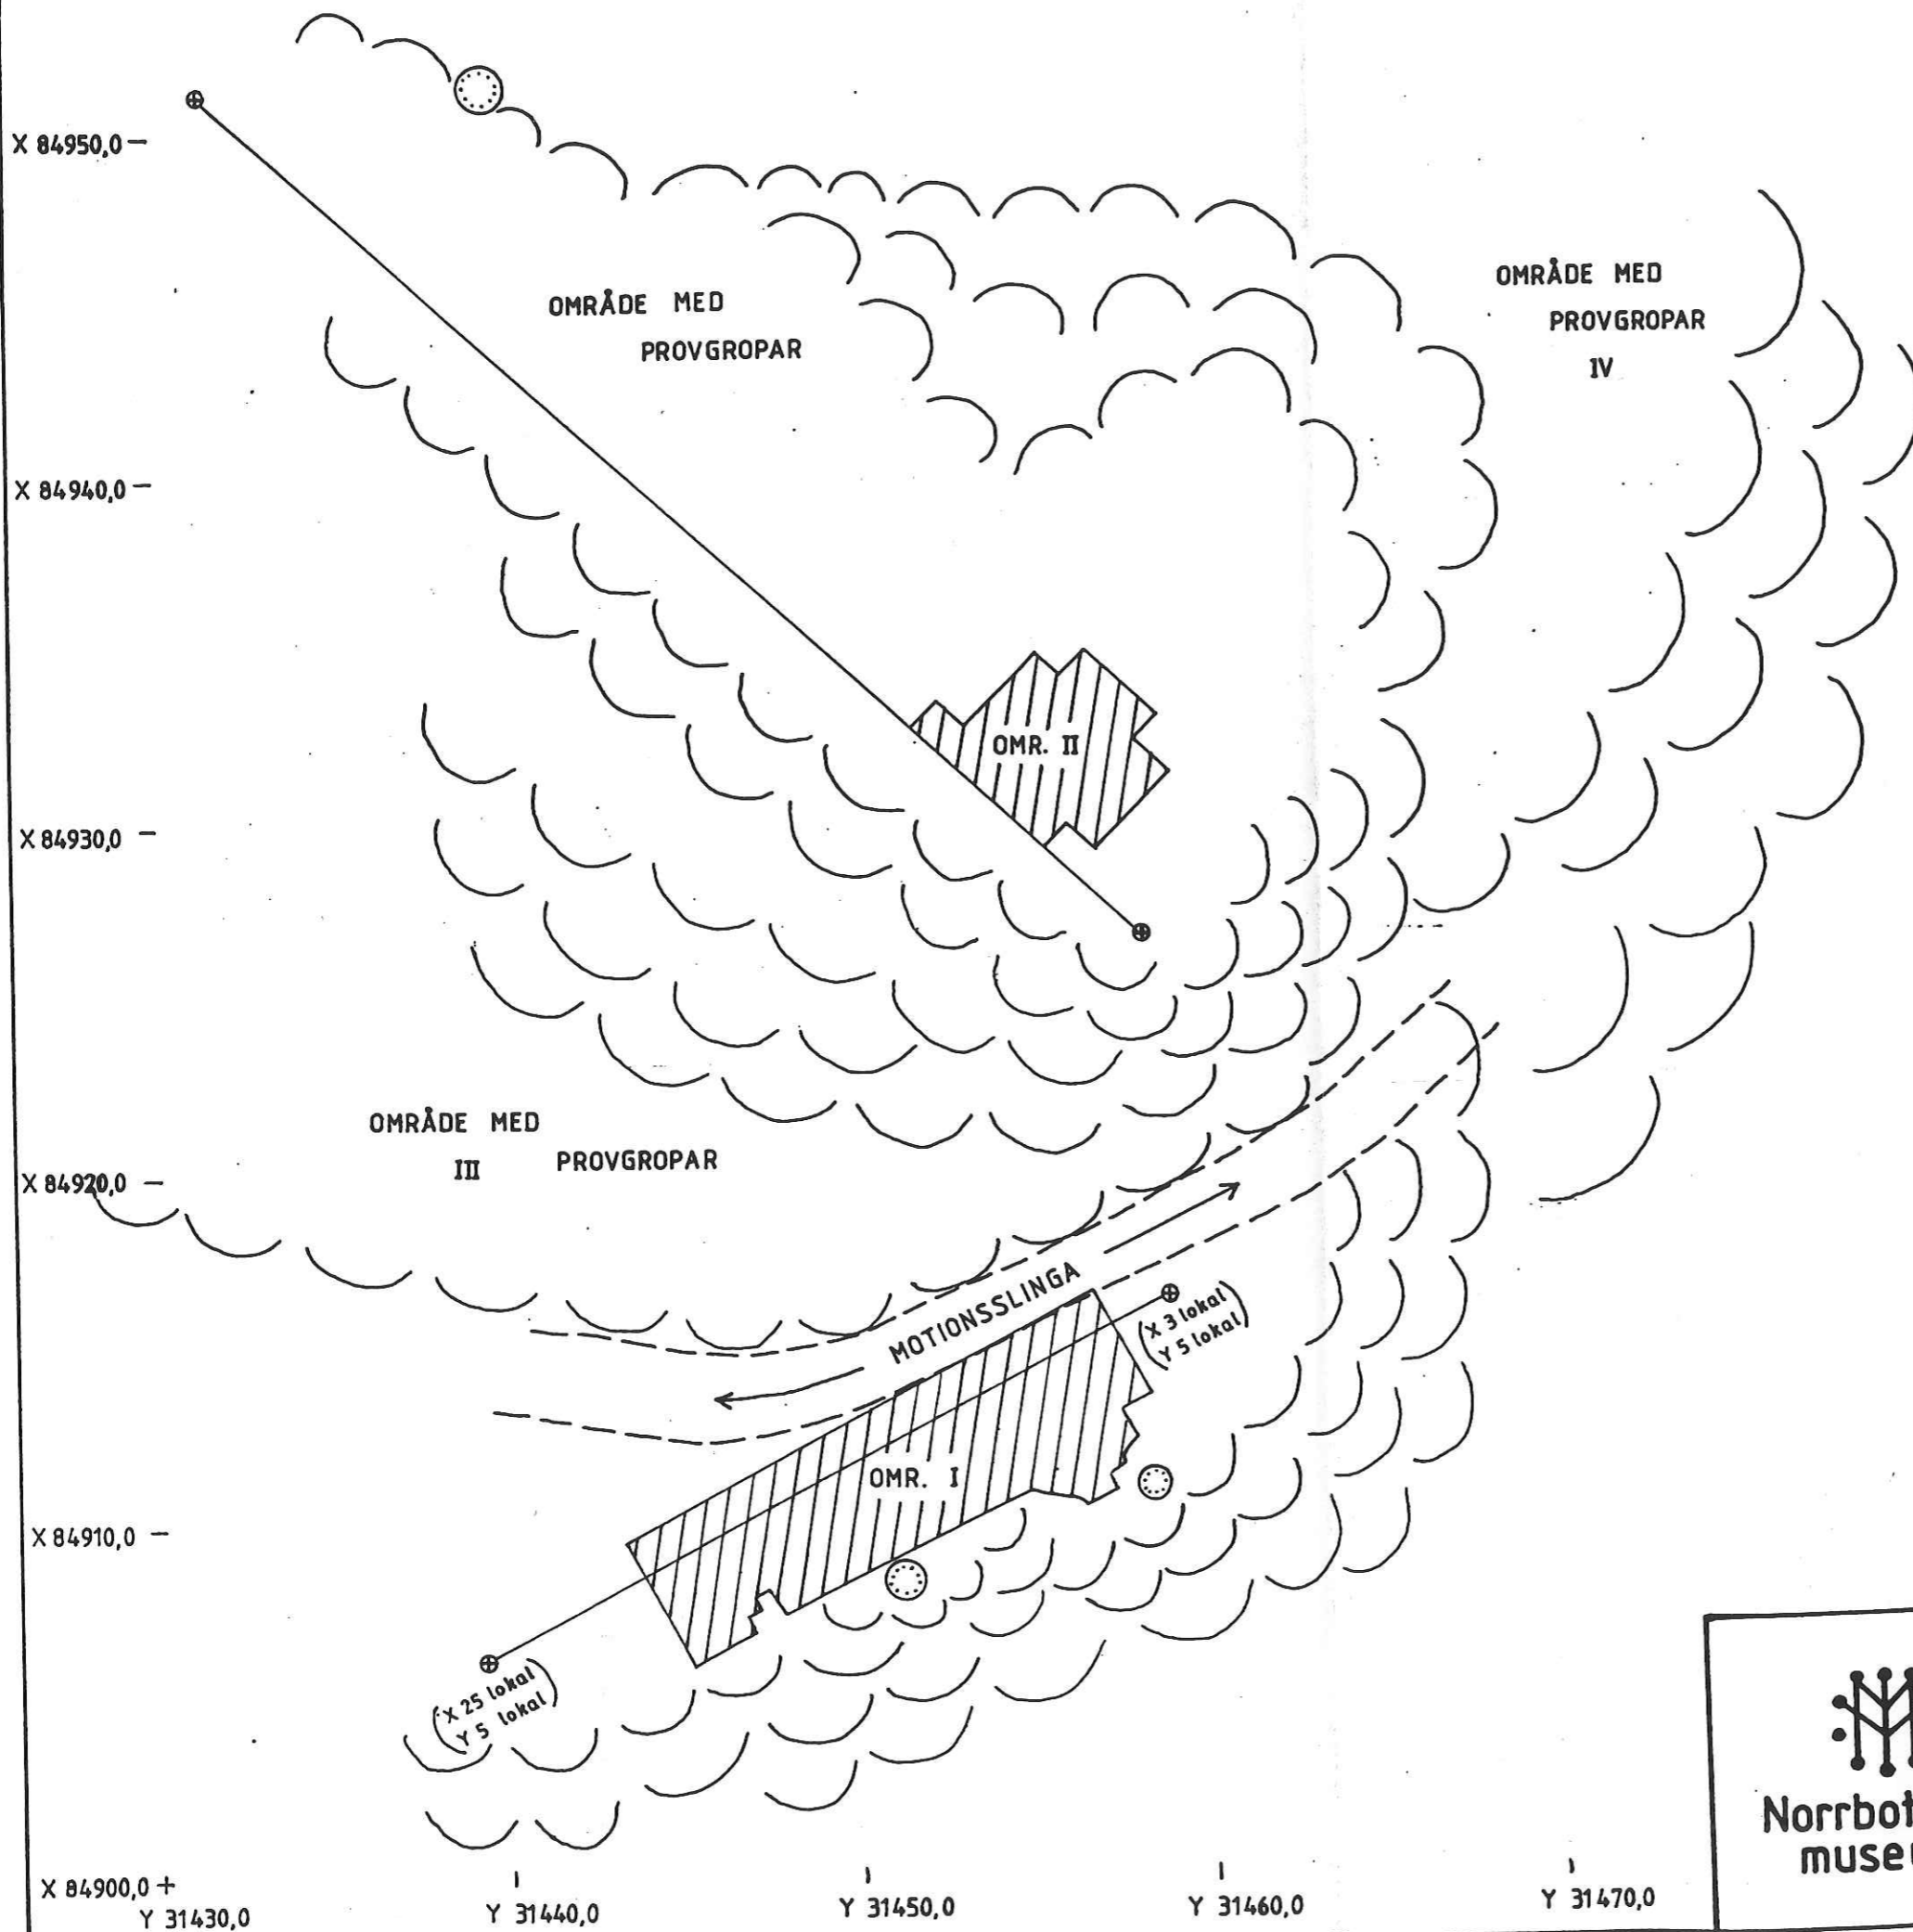 X 84950,0
OMRÅDE MED
PROVGROPAR
OMRÅDE MED
PROVGROPAR
IV
X 84940,0
OMR. II
X 84930,0
OMRÅDE MED
III PROVGROPAR
X 84920,0
MOTIONSSLINGA
(X 3 lokal
Y 5 lokal)
OMR. I
X 84910,0
(X 25 lokal
Y 5 lokal)
Norrbot
museu
X 84900,0 +
Y 31430,0
Y 31440,0
Y 31450,0
Y 31460,0
Y 31470,0